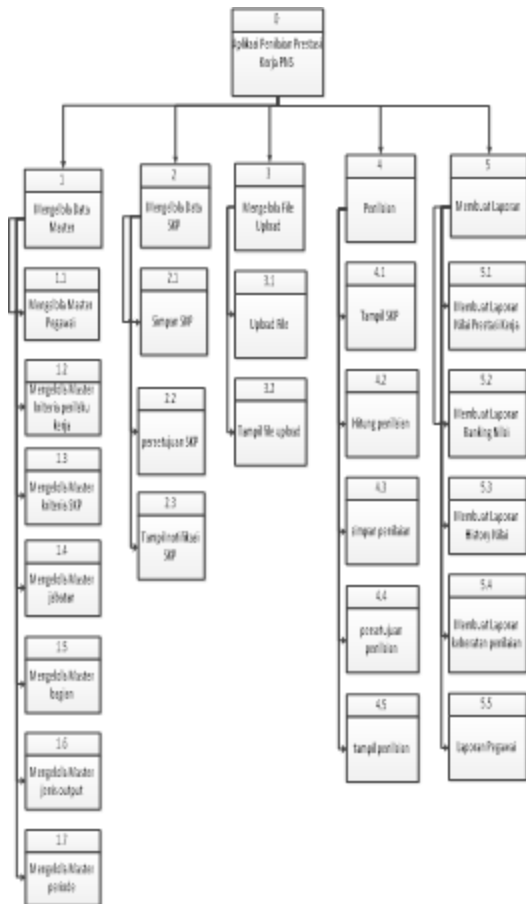 0
Aplikasi Penilaian Prestasi
Kerja PNS
1
Mengelola Data
Master
2
Mengelola Data
SKP
3
Mengelola File
Upload
4
Penilaian
5
Membuat Laporan
1.1
Mengelola Master
Pegawai
1.2
Mengelola Master
kriteria perilaku
kerja
1.3
Mengelola Master
kriteria SKP
1.4
Mengelola Master
jabatan
1.5
Mengelola Master
bagian
1.6
Mengelola Master
jenis output
1.7
Mengelola Master
periode
2.1
Simpan SKP
2.2
persetujuan SKP
2.3
Tampil notifikasi
SKP
3.1
Upload File
3.2
Tampil file upload
4.1
Tampil SKP
4.2
Hitung penilaian
4.3
simpan penilaian
4.4
persetujuan
penilaian
4.5
tampil penilaian
5.1
Membuat Laporan
Nilai Prestasi Kerja
5.2
Membuat Laporan
Ranking Nilai
5.3
Membuat Laporan
History Nilai
5.4
Membuat Laporan
keberatan penilaian
5.5
Laporan Pegawai